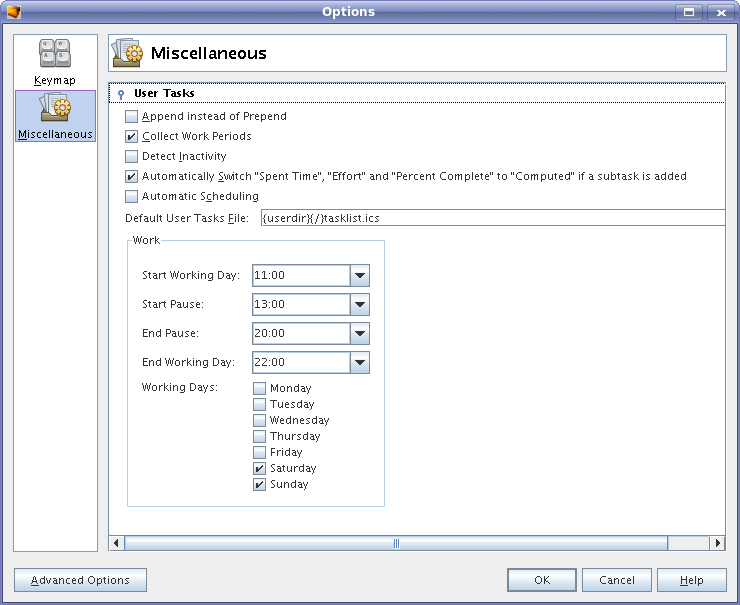 Options
Keymap
Miscellaneous
Miscellaneous
User Tasks
Append instead of Prepend
Collect Work Periods
Detect Inactivity
Automatically Switch "Spent Time", "Effort" and "Percent Complete" to "Computed" if a subtask is added
Automatic Scheduling
Default User Tasks File: {userdir}{/}tasklist.ics
Work
Start Working Day: 11:00
Start Pause: 13:00
End Pause: 20:00
End Working Day: 22:00
Working Days: Monday
Tuesday
Wednesday
Thursday
Friday
Saturday
Sunday
Advanced Options OK Cancel Help